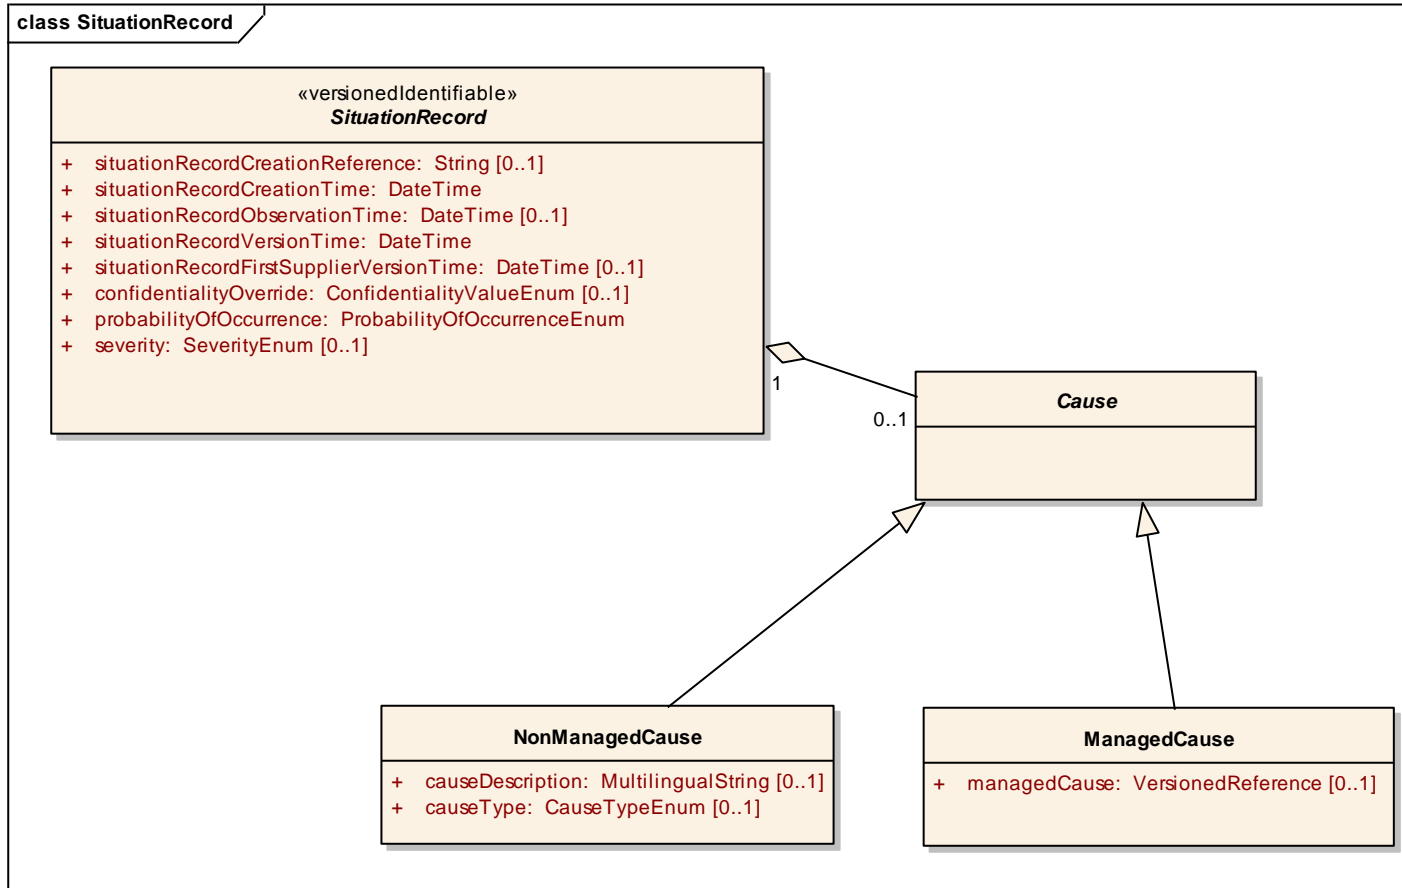 class SituationRecord
«versionedIdentifiable»
SituationRecord
+ situationRecordCreationReference: String [0..1]
+ situationRecordCreationTime: DateTime
+ situationRecordObservationTime: DateTime [0..1]
+ situationRecordVersionTime: DateTime
+ situationRecordFirstSupplierVersionTime: DateTime [0..1]
+ confidentialityOverride: ConfidentialityValueEnum [0..1]
+ probabilityOfOccurrence: ProbabilityOfOccurrenceEnum
+ severity: SeverityEnum [0..1]
1
0..1
Cause
NonManagedCause
+ causeDescription: MultilingualString [0..1]
+ causeType: CauseTypeEnum [0..1]
ManagedCause
+ managedCause: VersionedReference [0..1]